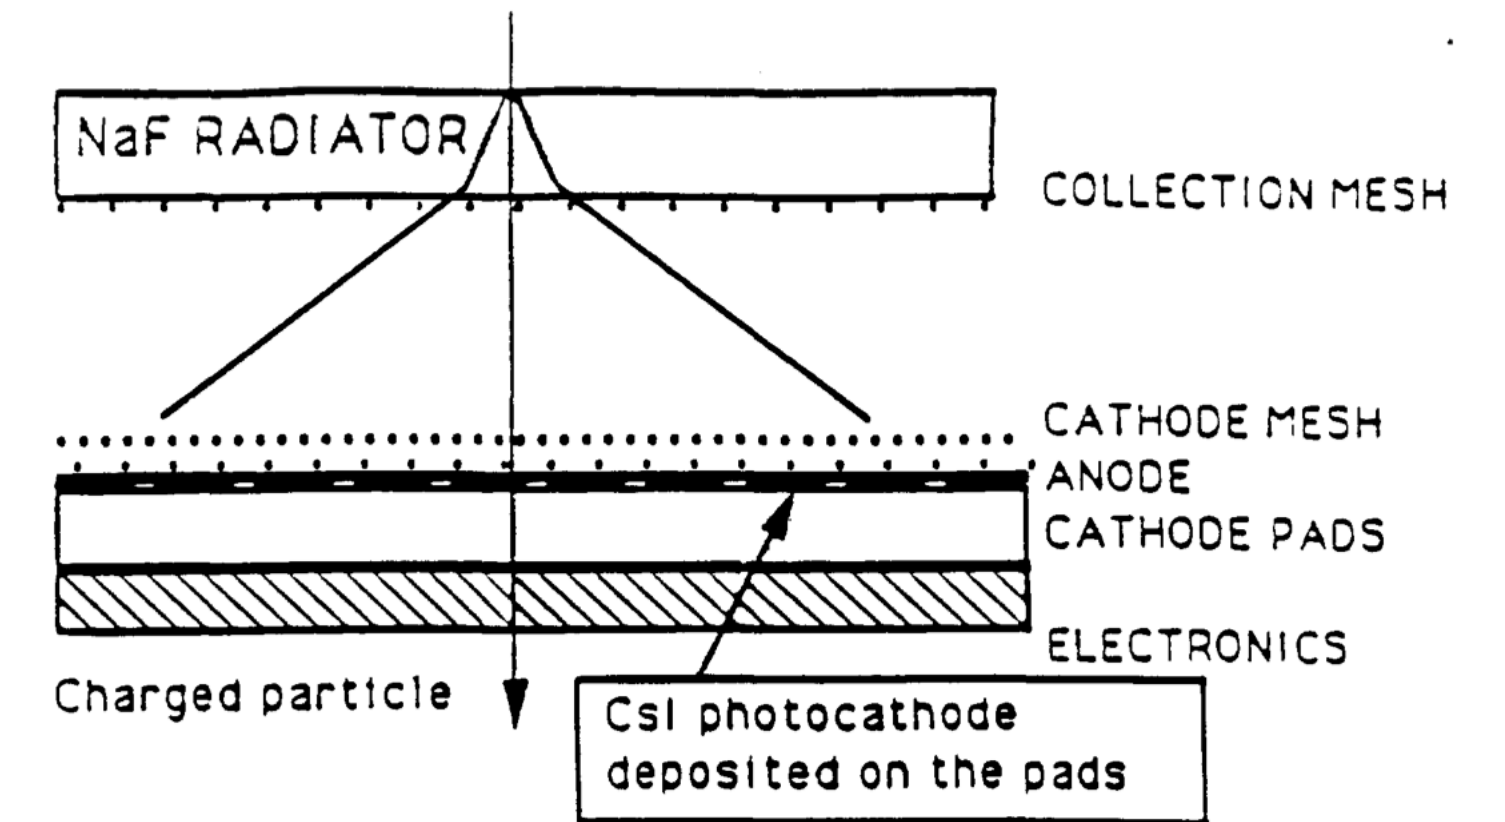 NaF RADIATOR
COLLECTION MESH
CATHODE MESH
ANODE
CATHODE PADS
ELECTRONICS
Charged particle
CsI photocathode
deposited on the pads